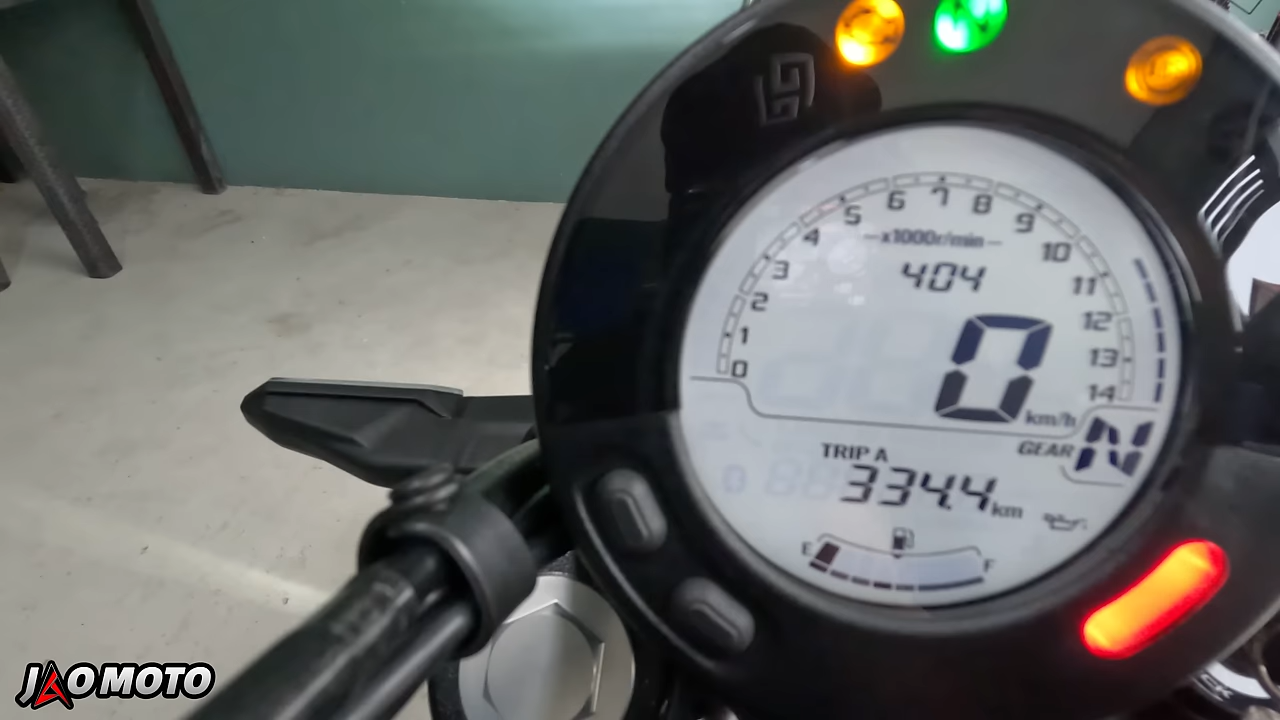 0 1 2 3 4 5 6 7 8 9 10 11 12 13 14
x1000r/min
404
0 km/h
GEAR N
TRIP A
334.4 km
E F
JAOMOTO
CK